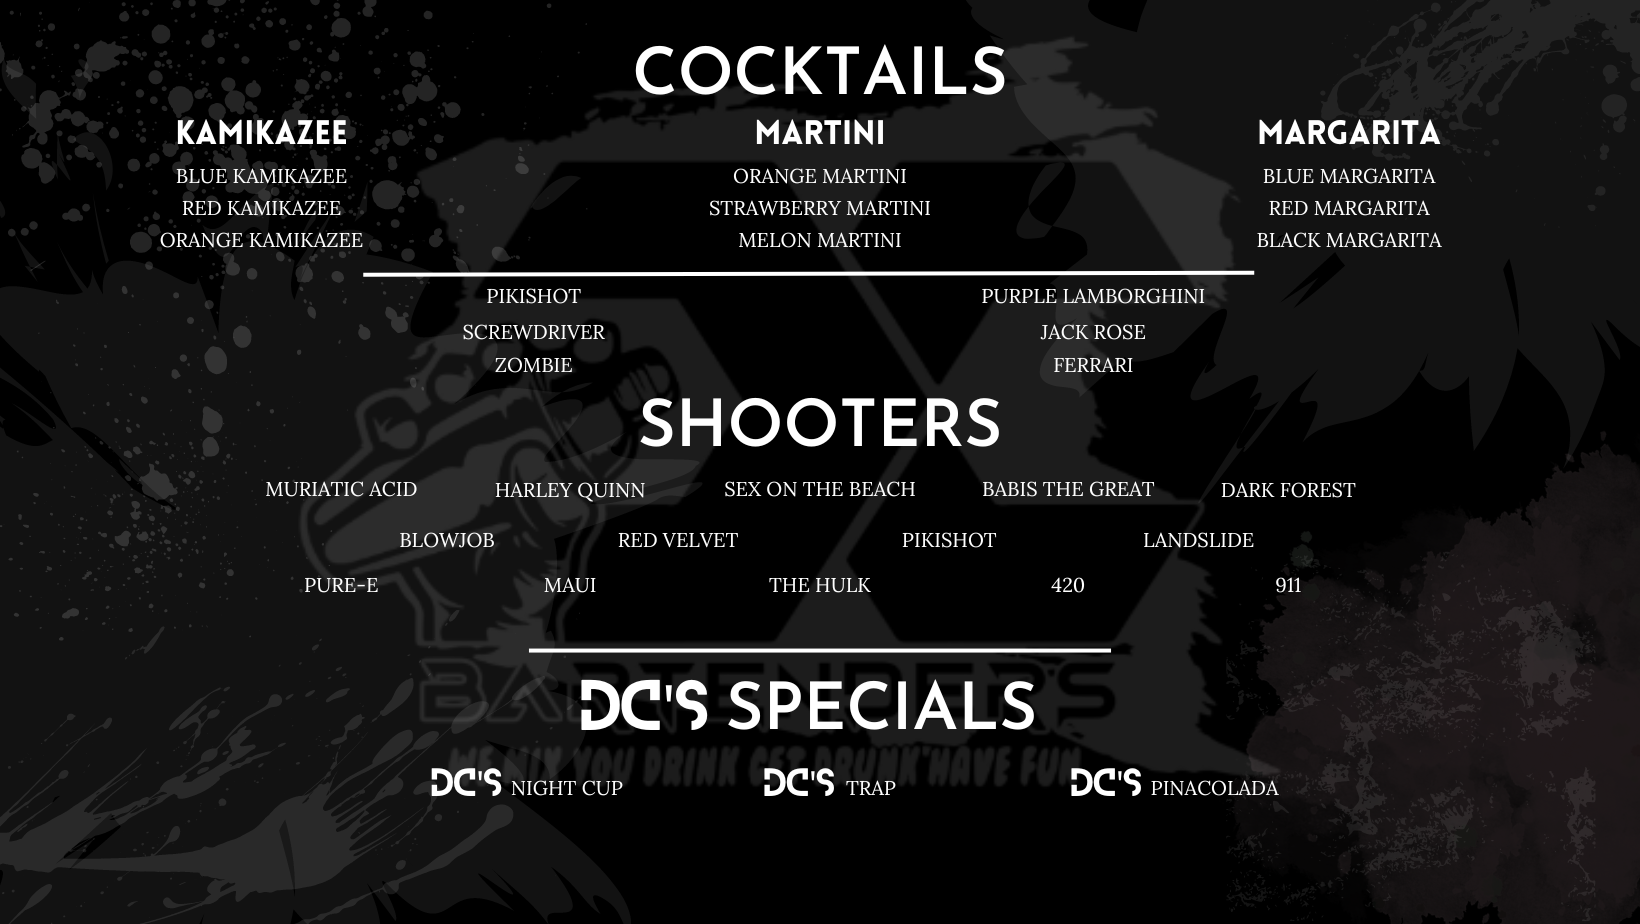 COCKTAILS
KAMIKAZEE
BLUE KAMIKAZEE
RED KAMIKAZEE
ORANGE KAMIKAZEE
MARTINI
ORANGE MARTINI
STRAWBERRY MARTINI
MELON MARTINI
MARGARITA
BLUE MARGARITA
RED MARGARITA
BLACK MARGARITA
PIKISHOT
SCREWDRIVER
ZOMBIE
PURPLE LAMBORGHINI
JACK ROSE
FERRARI
SHOOTERS
MURIATIC ACID HARLEY QUINN SEX ON THE BEACH BABIS THE GREAT DARK FOREST
BLOWJOB RED VELVET PIKISHOT LANDSLIDE
PURE-E MAUI THE HULK 420 911
BARTENDERS
DC'S SPECIALS
YOU DRINK GET DRUNK HAVE FUN
DC'S NIGHT CUP DC'S TRAP DC'S PINACOLADA